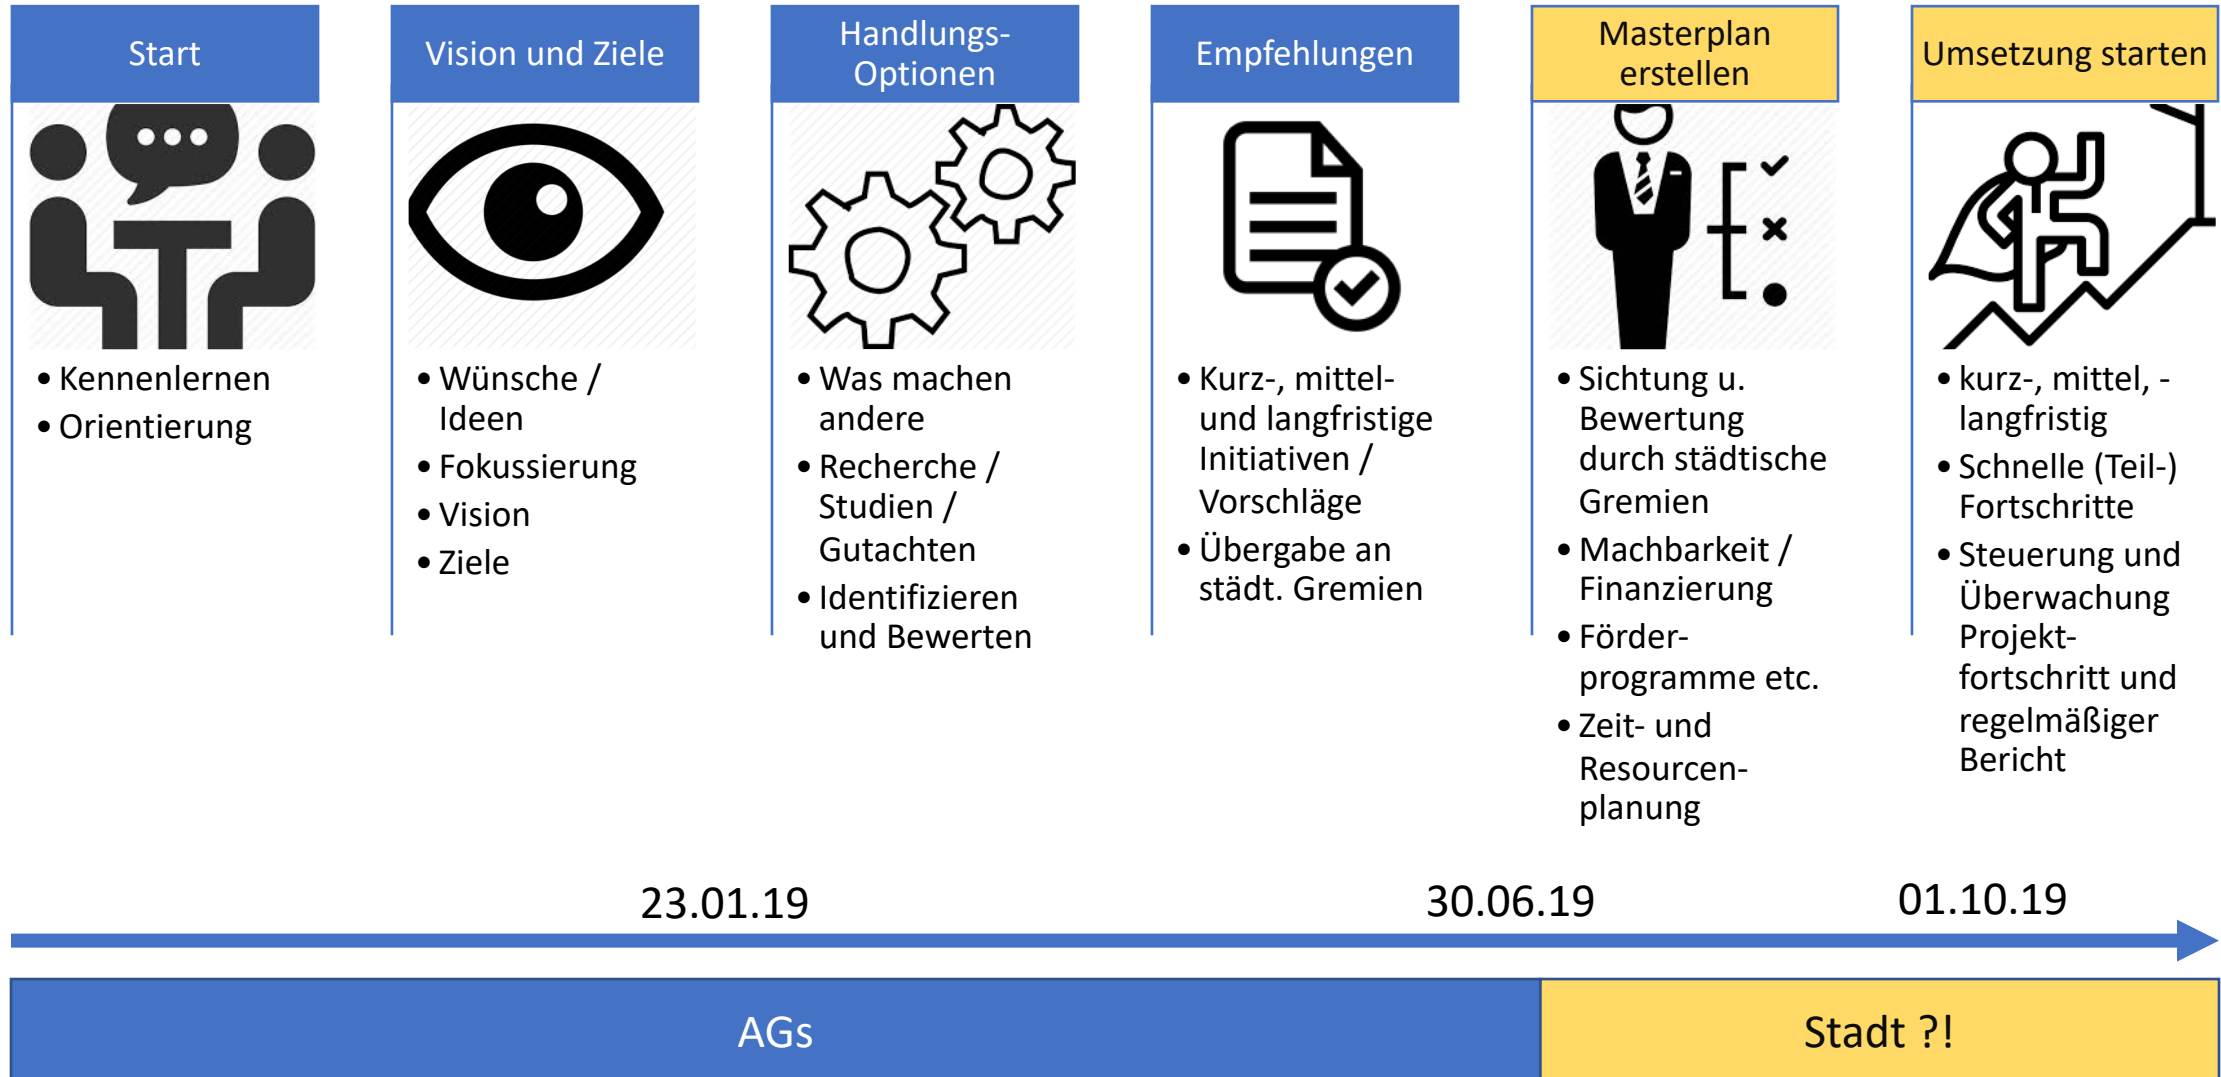 Start
• Kennenlernen
• Orientierung
Vision und Ziele
• Wünsche /
Ideen
• Fokussierung
• Vision
• Ziele
Handlungs-
Optionen
• Was machen
andere
• Recherche /
Studien /
Gutachten
• Identifizieren
und Bewerten
Empfehlungen
• Kurz-, mittel-
und langfristige
Initiativen /
Vorschläge
• Übergabe an
städt. Gremien
Masterplan
erstellen
• Sichtung u.
Bewertung
durch städtische
Gremien
• Machbarkeit /
Finanzierung
• Förder-
programme etc.
• Zeit- und
Resourcen-
planung
Umsetzung starten
• kurz-, mittel, -
langfristig
• Schnelle (Teil-)
Fortschritte
• Steuerung und
Überwachung
Projekt-
fortschritt und
regelmäßiger
Bericht
23.01.19
30.06.19
01.10.19
AGs
Stadt ?!